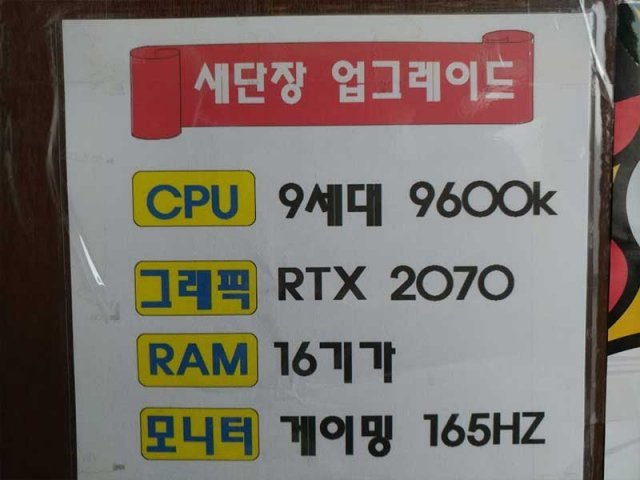 새단장 업그레이드
CPU 9세대 9600k
그래픽 RTX 2070
RAM 16기가
모니터 게이밍 165HZ